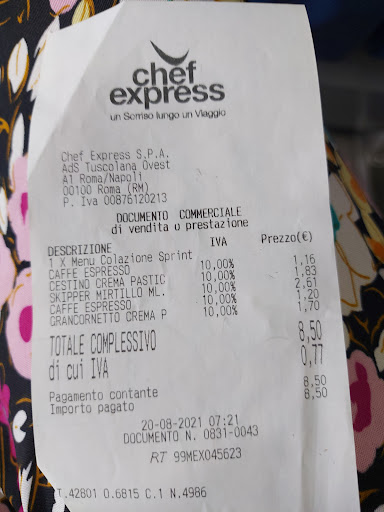 chef
express
un Sorriso lungo un Viaggio
Chef Express S.P.A.
AdS Tuscolana Ovest
A1 Roma/Napoli
00100 Roma (RM)
P. Iva 00876120213
DOCUMENTO COMMERCIALE
di vendita o prestazione
DESCRIZIONE IVA Prezzo(€)
1 X Menu Colazione Sprint
CAFFE ESPRESSO 10,00% 1,16
CESTINO CREMA PASTIC 10,00% 1,83
SKIPPER MIRTILLO ML. 10,00% 2,61
CAFFE ESPRESSO 10,00% 1,20
GRANCORNETTO CREMA P 10,00% 1,70
TOTALE COMPLESSIVO 8,50
di cui IVA 0,77
Pagamento contante 8,50
Importo pagato 8,50
20-08-2021 07:21
DOCUMENTO N. 0831-0043
RT 99MEX045623
T.42801 O.6815 C.1 N.4986